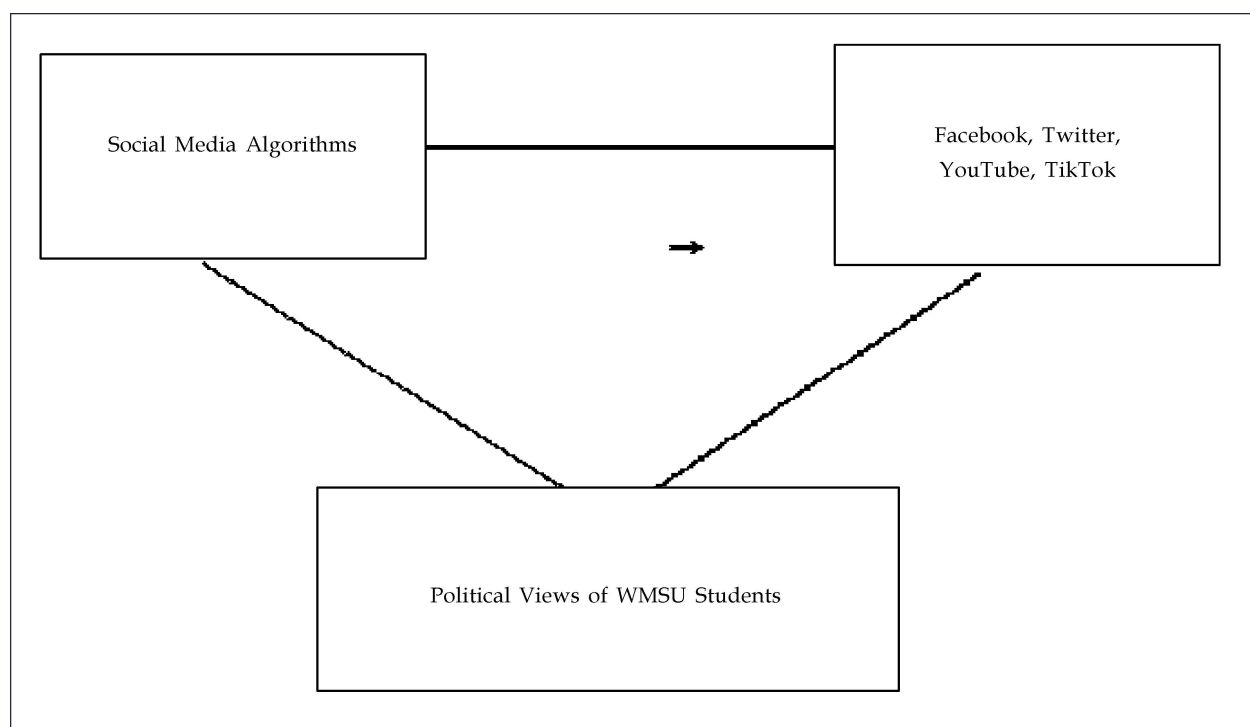 Social Media Algorithms
Facebook, Twitter,
YouTube, TikTok
Political Views of WMSU Students